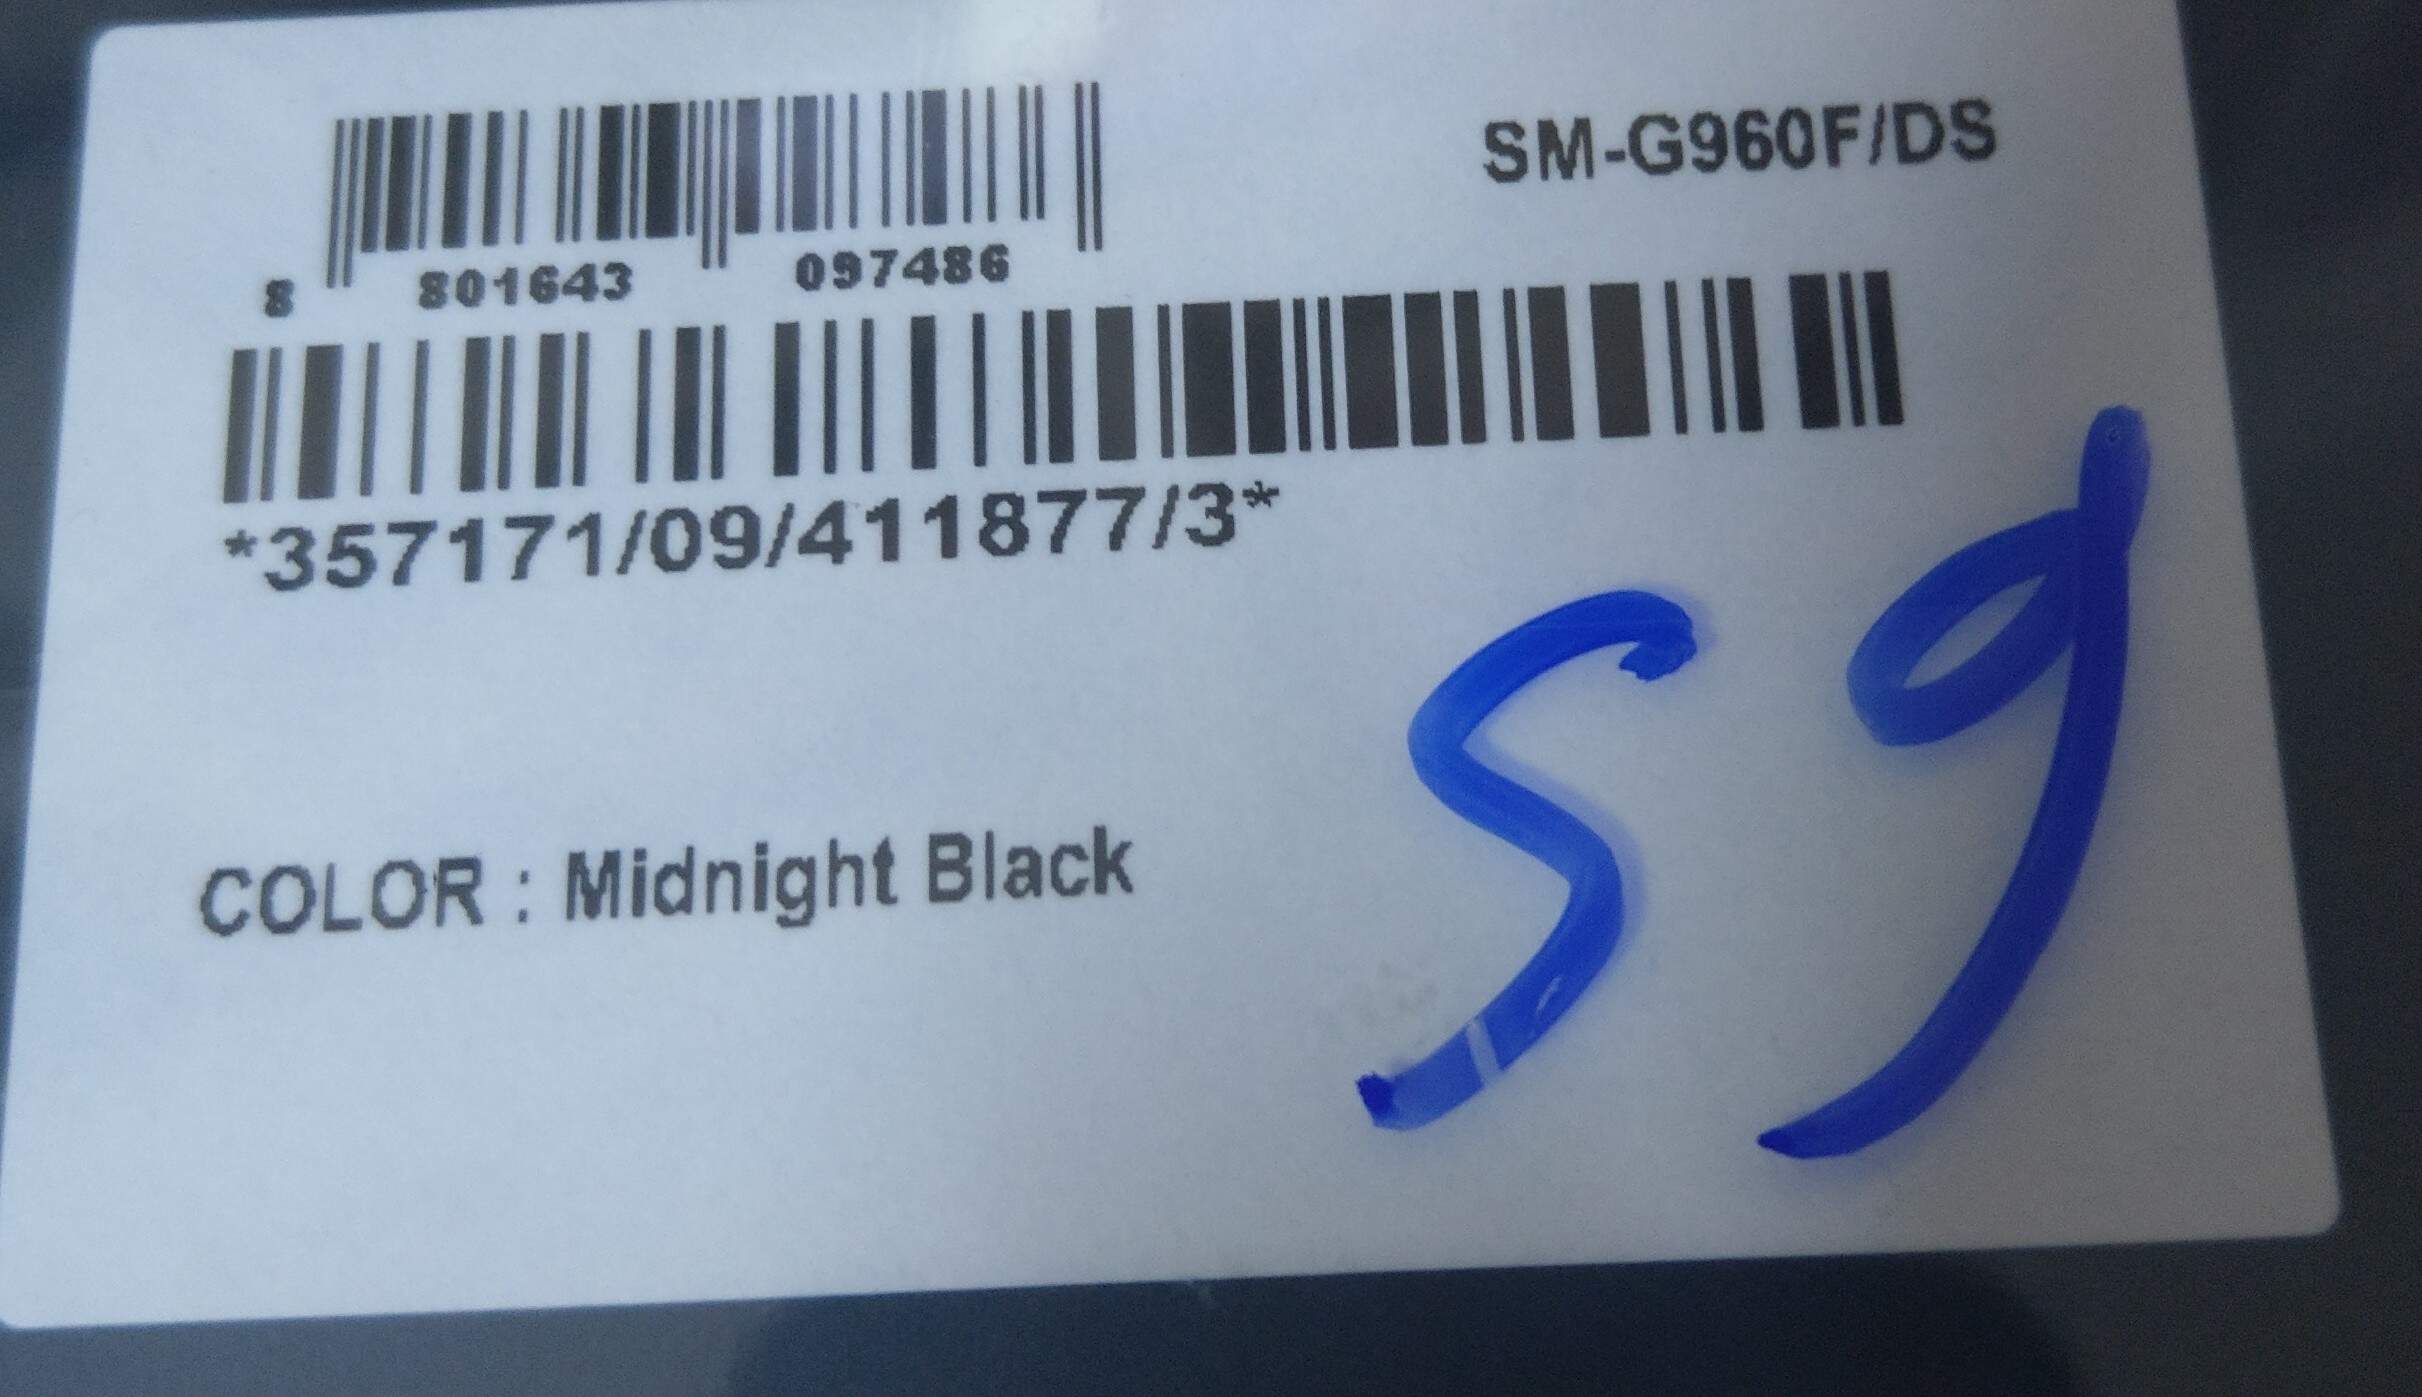 SM-G960F/DS
8 801643 097486
*357171/09/411877/3*
S9
COLOR : Midnight Black